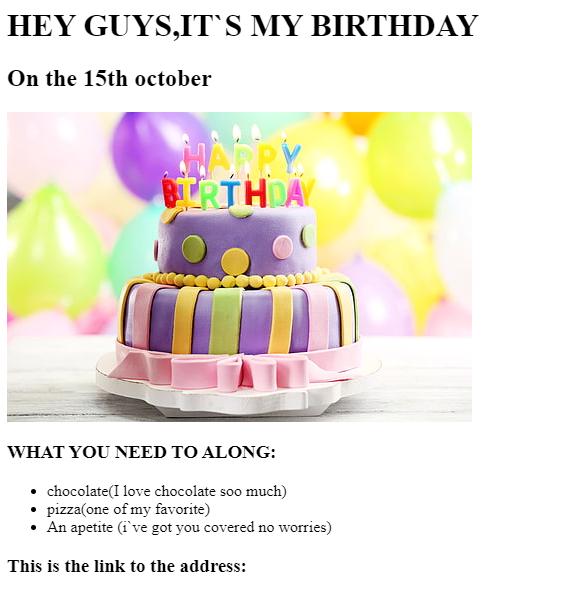 HEY GUYS,IT`S MY BIRTHDAY
On the 15th october
HAPPY
BIRTHDAY
WHAT YOU NEED TO ALONG:
chocolate(I love chocolate soo much)
pizza(one of my favorite)
An apetite (i`ve got you covered no worries)
This is the link to the address: